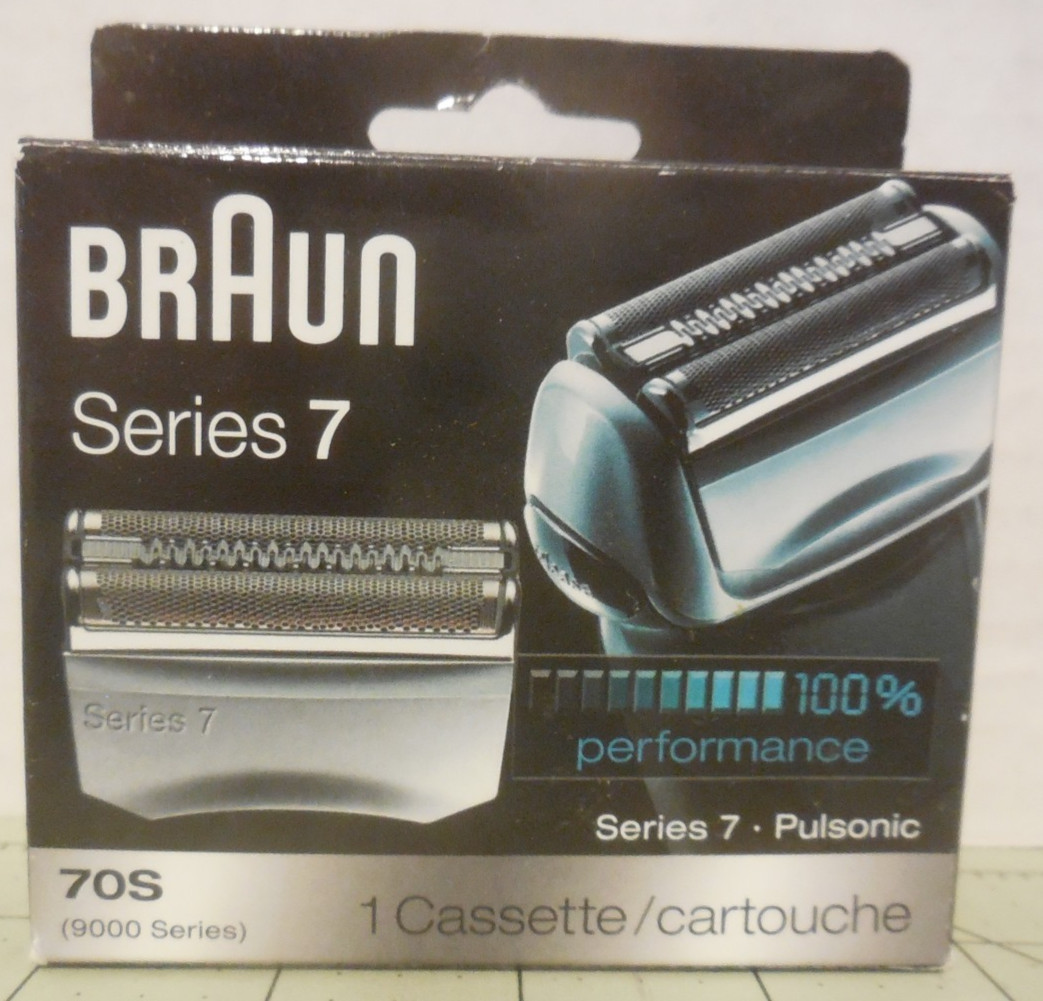 BRAUN
Series 7
Series 7
100%
performance
Series 7 · Pulsonic
70S
(9000 Series)
1 Cassette/cartouche